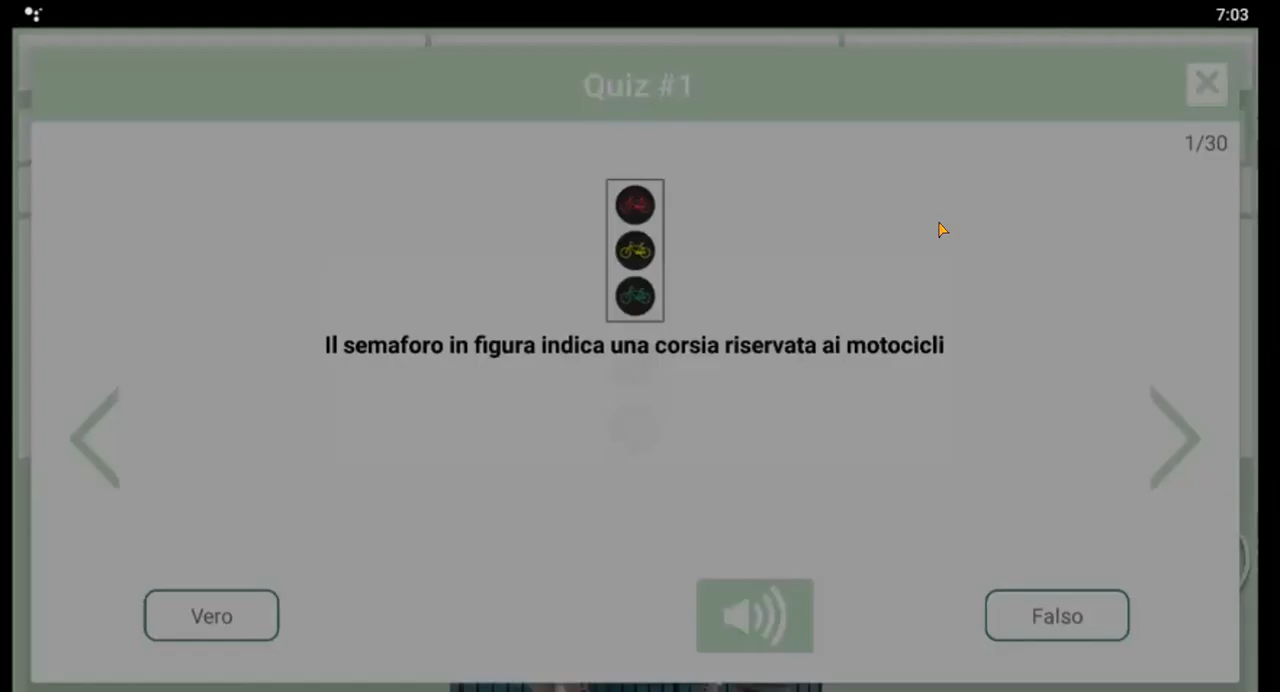 7:03
Quiz #1
1/30
Il semaforo in figura indica una corsia riservata ai motocicli
Vero
Falso